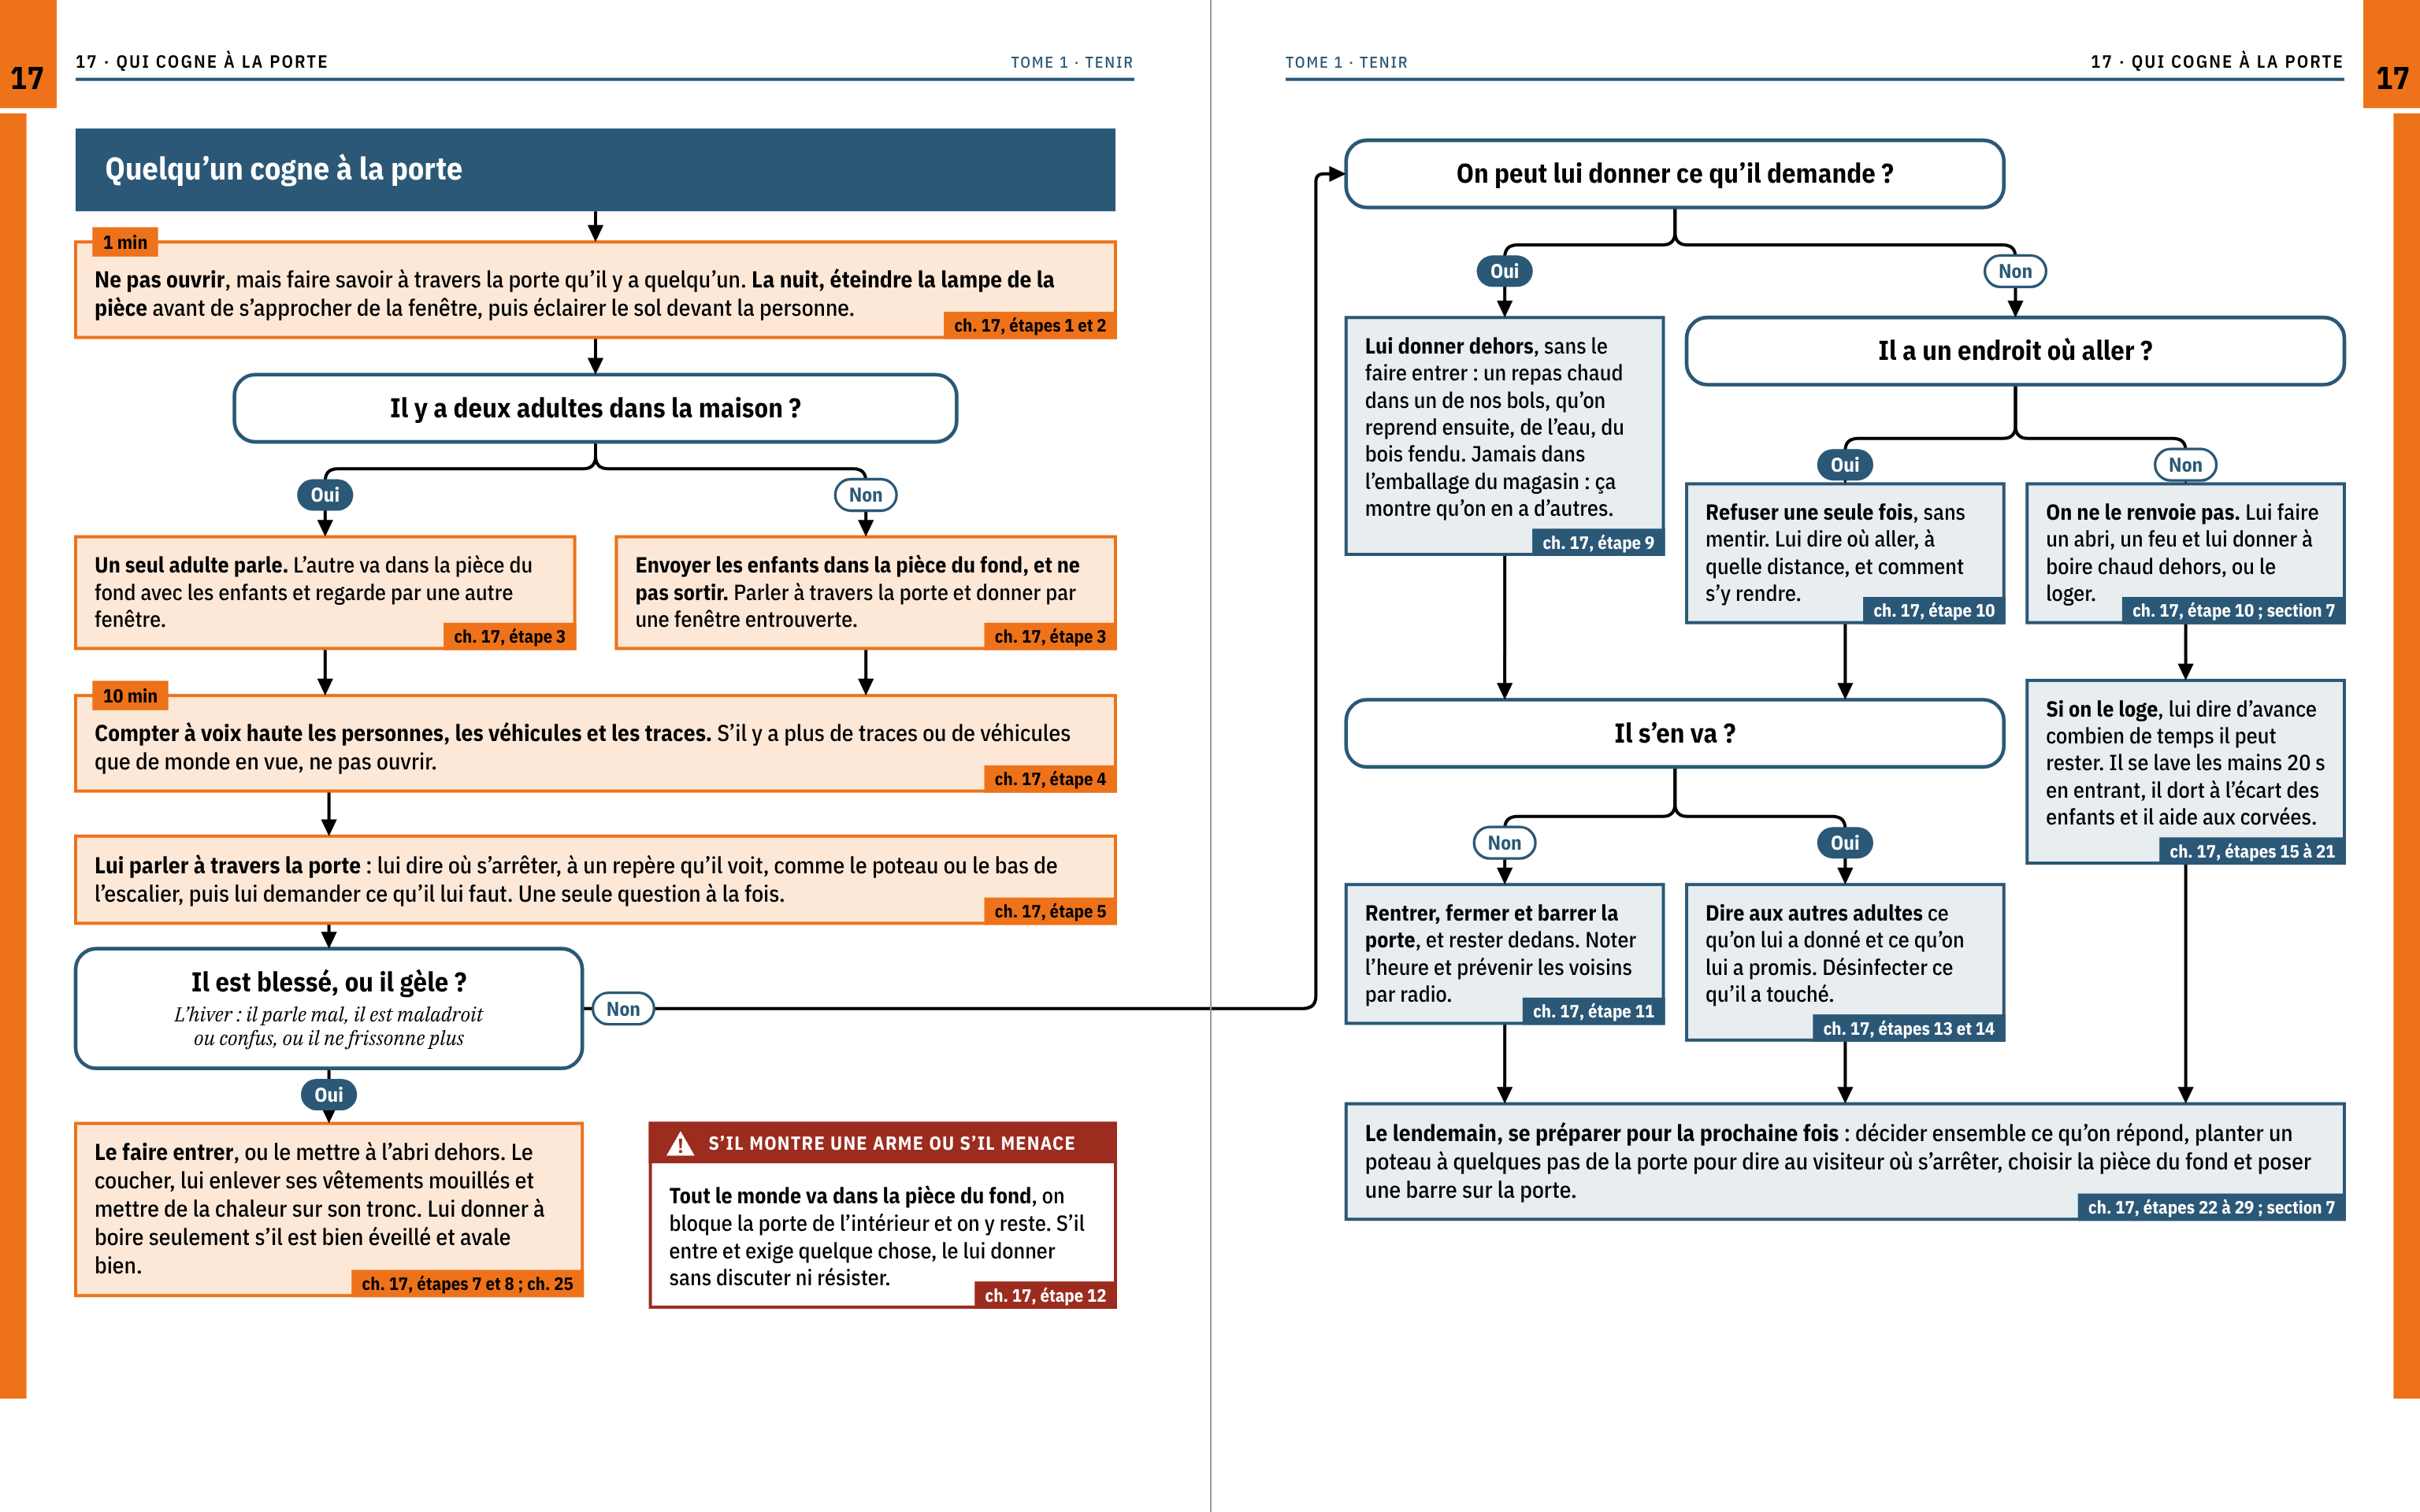 17
17 · QUI COGNE À LA PORTE
TOME 1 · TENIR
Quelqu’un cogne à la porte
1 min
Ne pas ouvrir, mais faire savoir à travers la porte qu’il y a quelqu’un. La nuit, éteindre la lampe de la
pièce avant de s’approcher de la fenêtre, puis éclairer le sol devant la personne.
ch. 17, étapes 1 et 2
Il y a deux adultes dans la maison ?
Oui
Non
Un seul adulte parle. L’autre va dans la pièce du
fond avec les enfants et regarde par une autre
fenêtre.
ch. 17, étape 3
Envoyer les enfants dans la pièce du fond, et ne
pas sortir. Parler à travers la porte et donner par
une fenêtre entrouverte.
ch. 17, étape 3
10 min
Compter à voix haute les personnes, les véhicules et les traces. S’il y a plus de traces ou de véhicules
que de monde en vue, ne pas ouvrir.
ch. 17, étape 4
Lui parler à travers la porte : lui dire où s’arrêter, à un repère qu’il voit, comme le poteau ou le bas de
l’escalier, puis lui demander ce qu’il lui faut. Une seule question à la fois.
ch. 17, étape 5
Il est blessé, ou il gèle ?
L’hiver : il parle mal, il est maladroit
ou confus, ou il ne frissonne plus
Non
Oui
Le faire entrer, ou le mettre à l’abri dehors. Le
coucher, lui enlever ses vêtements mouillés et
mettre de la chaleur sur son tronc. Lui donner à
boire seulement s’il est bien éveillé et avale
bien.
ch. 17, étapes 7 et 8 ; ch. 25
S’IL MONTRE UNE ARME OU S’IL MENACE
Tout le monde va dans la pièce du fond, on
bloque la porte de l’intérieur et on y reste. S’il
entre et exige quelque chose, le lui donner
sans discuter ni résister.
ch. 17, étape 12
TOME 1 · TENIR
17 · QUI COGNE À LA PORTE
17
On peut lui donner ce qu’il demande ?
Oui
Non
Lui donner dehors, sans le
faire entrer : un repas chaud
dans un de nos bols, qu’on
reprend ensuite, de l’eau, du
bois fendu. Jamais dans
l’emballage du magasin : ça
montre qu’on en a d’autres.
ch. 17, étape 9
Il a un endroit où aller ?
Oui
Non
Refuser une seule fois, sans
mentir. Lui dire où aller, à
quelle distance, et comment
s’y rendre.
ch. 17, étape 10
On ne le renvoie pas. Lui faire
un abri, un feu et lui donner à
boire chaud dehors, ou le
loger.
ch. 17, étape 10 ; section 7
Si on le loge, lui dire d’avance
combien de temps il peut
rester. Il se lave les mains 20 s
en entrant, il dort à l’écart des
enfants et il aide aux corvées.
ch. 17, étapes 15 à 21
Il s’en va ?
Non
Oui
Rentrer, fermer et barrer la
porte, et rester dedans. Noter
l’heure et prévenir les voisins
par radio.
ch. 17, étape 11
Dire aux autres adultes ce
qu’on lui a donné et ce qu’on
lui a promis. Désinfecter ce
qu’il a touché.
ch. 17, étapes 13 et 14
Le lendemain, se préparer pour la prochaine fois : décider ensemble ce qu’on répond, planter un
poteau à quelques pas de la porte pour dire au visiteur où s’arrêter, choisir la pièce du fond et poser
une barre sur la porte.
ch. 17, étapes 22 à 29 ; section 7